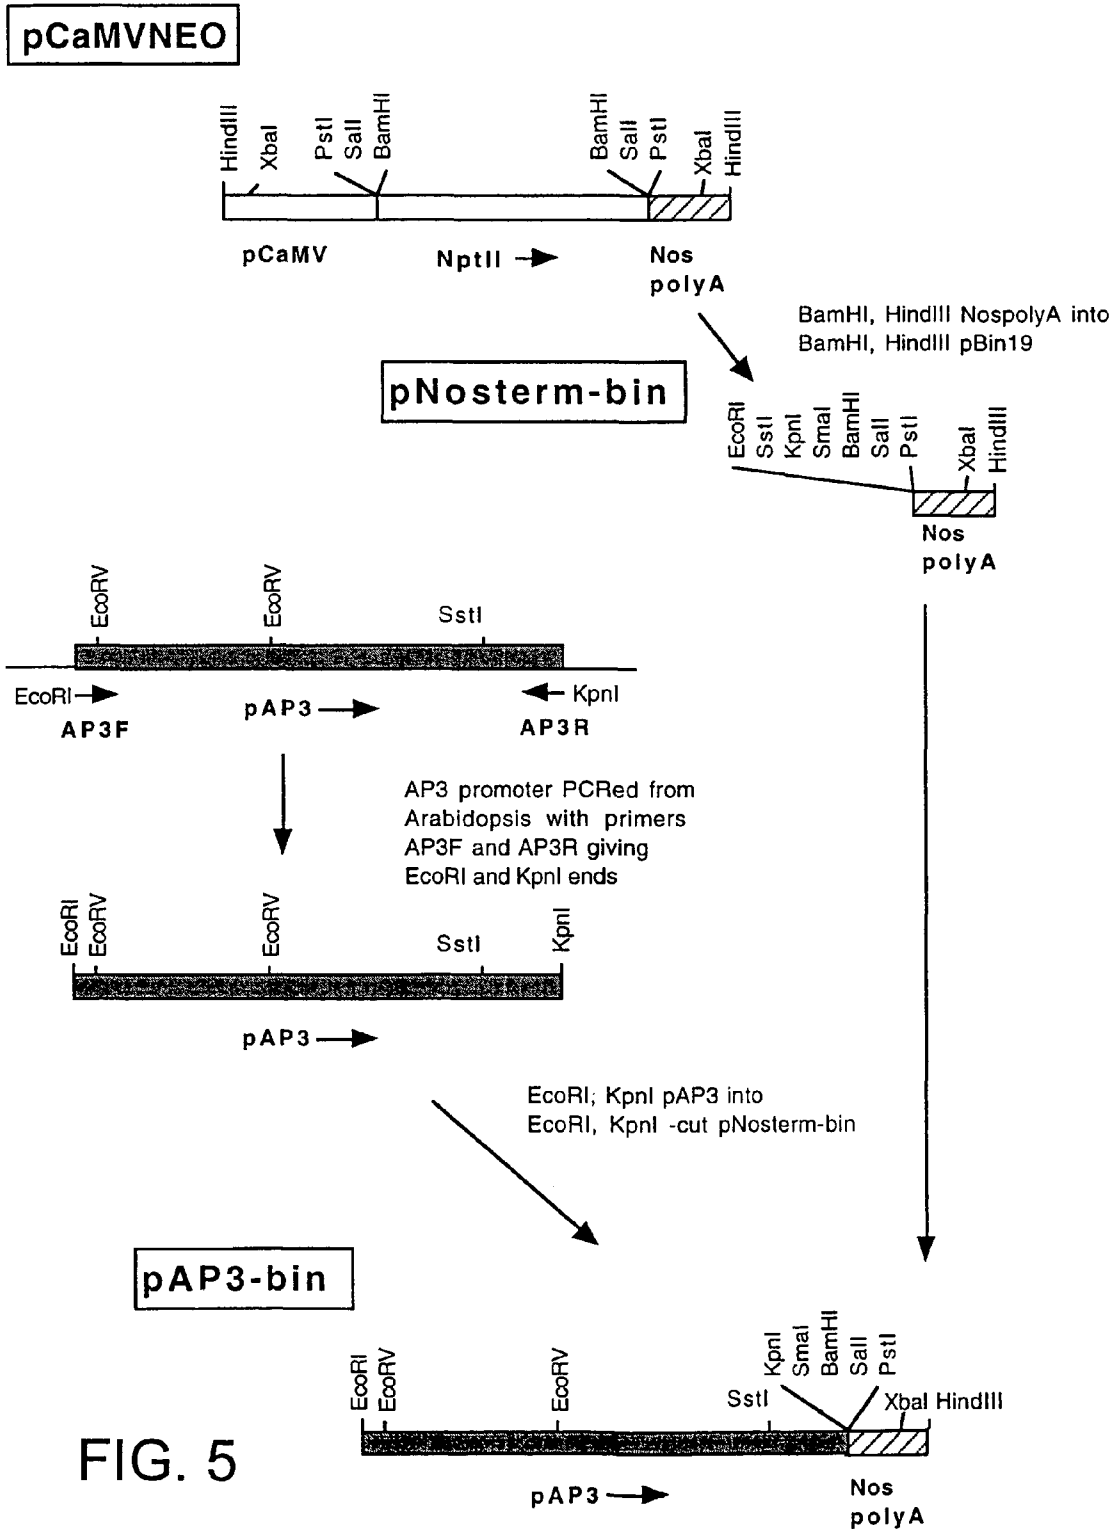 pCaMVNEO
HindIII
XbaI
PstI
SalI
BamHI
BamHI
SalI
PstI
XbaI
HindIII
pCaMV
NptII
Nos
polyA
BamHI, HindIII NospolyA into
BamHI, HindIII pBin19
pNosterm-bin
EcoRI
SstI
KpnI
SmaI
BamHI
SalI
PstI
XbaI
HindIII
Nos
polyA
EcoRV
EcoRV
SstI
EcoRI
KpnI
AP3F
pAP3
AP3R
AP3 promoter PCRed from
Arabidopsis with primers
AP3F and AP3R giving
EcoRI and KpnI ends
EcoRI
EcoRV
EcoRV
SstI
KpnI
pAP3
EcoRI; KpnI pAP3 into
EcoRI, KpnI -cut pNosterm-bin
pAP3-bin
EcoRI
EcoRV
EcoRV
SstI
KpnI
SmaI
BamHI
SalI
PstI
XbaI HindIII
pAP3
Nos
polyA
FIG. 5